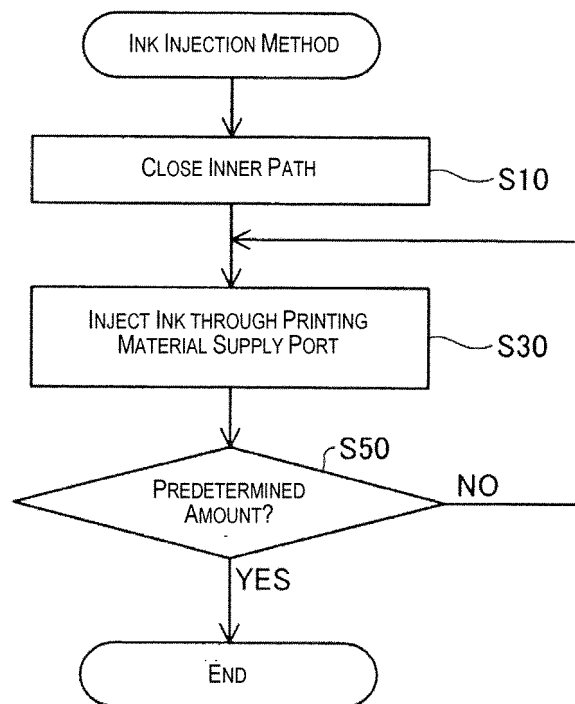 INK INJECTION METHOD
CLOSE INNER PATH
S10
INJECT INK THROUGH PRINTING
MATERIAL SUPPLY PORT
S30
S50
PREDETERMINED
AMOUNT?
NO
YES
END